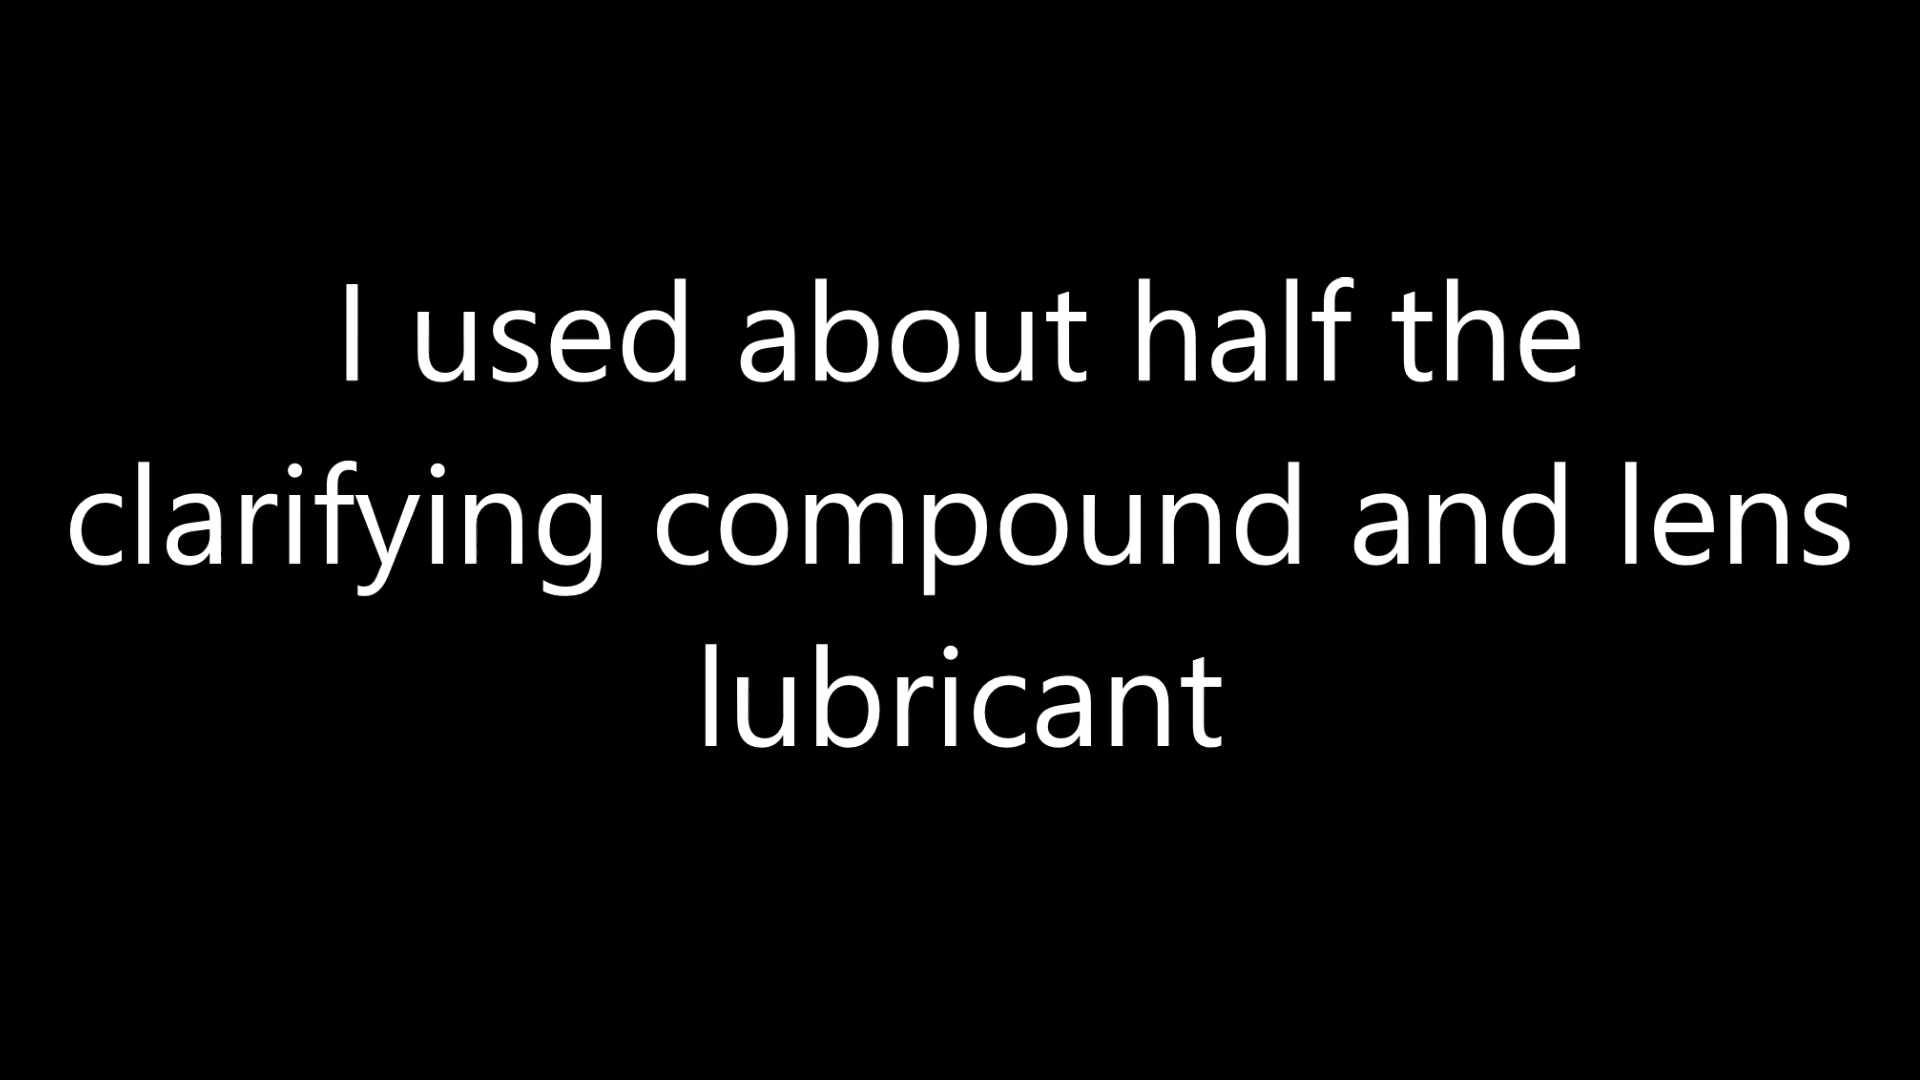 I used about half the
clarifying compound and lens
lubricant